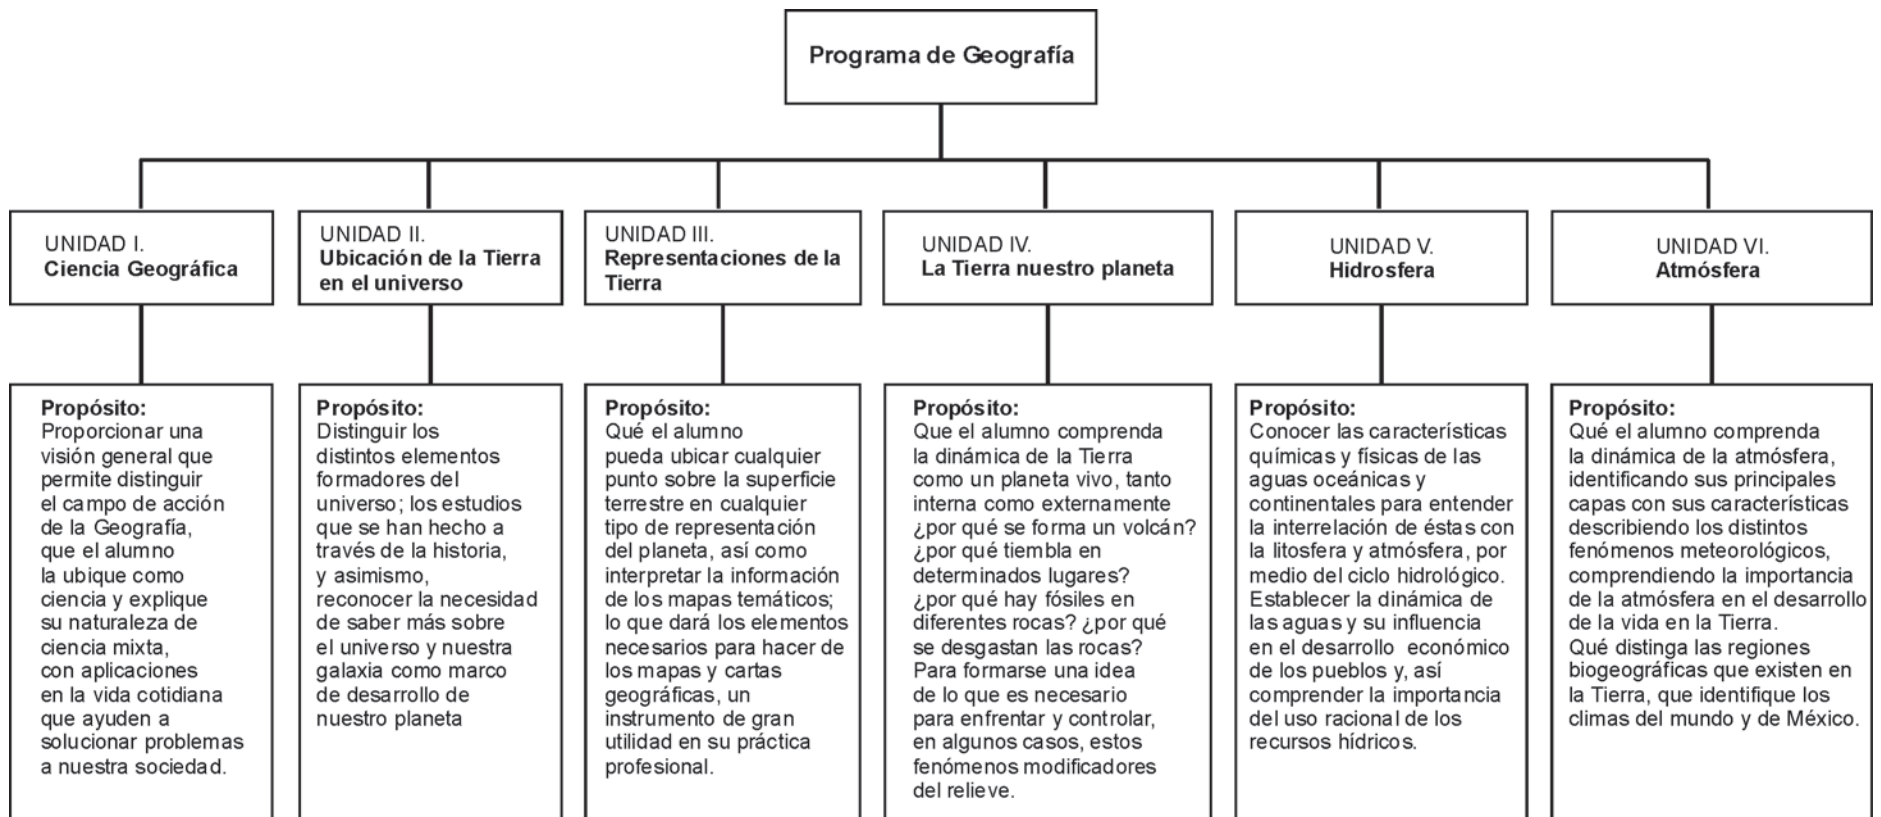 Programa de Geografía
UNIDAD I.
Ciencia Geográfica
UNIDAD II.
Ubicación de la Tierra
en el universo
UNIDAD III.
Representaciones de la
Tierra
UNIDAD IV.
La Tierra nuestro planeta
UNIDAD V.
Hidrosfera
UNIDAD VI.
Atmósfera
Propósito:
Proporcionar una
visión general que
permite distinguir
el campo de acción
de la Geografía,
que el alumno
la ubique como
ciencia y explique
su naturaleza de
ciencia mixta,
con aplicaciones
en la vida cotidiana
que ayuden a
solucionar problemas
a nuestra sociedad.
Propósito:
Distinguir los
distintos elementos
formadores del
universo; los estudios
que se han hecho a
través de la historia,
y asimismo,
reconocer la necesidad
de saber más sobre
el universo y nuestra
galaxia como marco
de desarrollo de
nuestro planeta
Propósito:
Qué el alumno
pueda ubicar cualquier
punto sobre la superficie
terrestre en cualquier
tipo de representación
del planeta, así como
interpretar la información
de los mapas temáticos;
lo que dará los elementos
necesarios para hacer de
los mapas y cartas
geográficas, un
instrumento de gran
utilidad en su práctica
profesional.
Propósito:
Que el alumno comprenda
la dinámica de la Tierra
como un planeta vivo, tanto
interna como externamente
¿por qué se forma un volcán?
¿por qué tiembla en
determinados lugares?
¿por qué hay fósiles en
diferentes rocas? ¿por qué
se desgastan las rocas?
Para formarse una idea
de lo que es necesario
para enfrentar y controlar,
en algunos casos, estos
fenómenos modificadores
del relieve.
Propósito:
Conocer las características
químicas y físicas de las
aguas oceánicas y
continentales para entender
la interrelación de éstas con
la litosfera y atmósfera, por
medio del ciclo hidrológico.
Establecer la dinámica de
las aguas y su influencia
en el desarrollo económico
de los pueblos y, así
comprender la importancia
del uso racional de los
recursos hídricos.
Propósito:
Qué el alumno comprenda
la dinámica de la atmósfera,
identificando sus principales
capas con sus características
describiendo los distintos
fenómenos meteorológicos,
comprendiendo la importancia
de la atmósfera en el desarrollo
de la vida en la Tierra.
Qué distinga las regiones
biogeográficas que existen en
la Tierra, que identifique los
climas del mundo y de México.